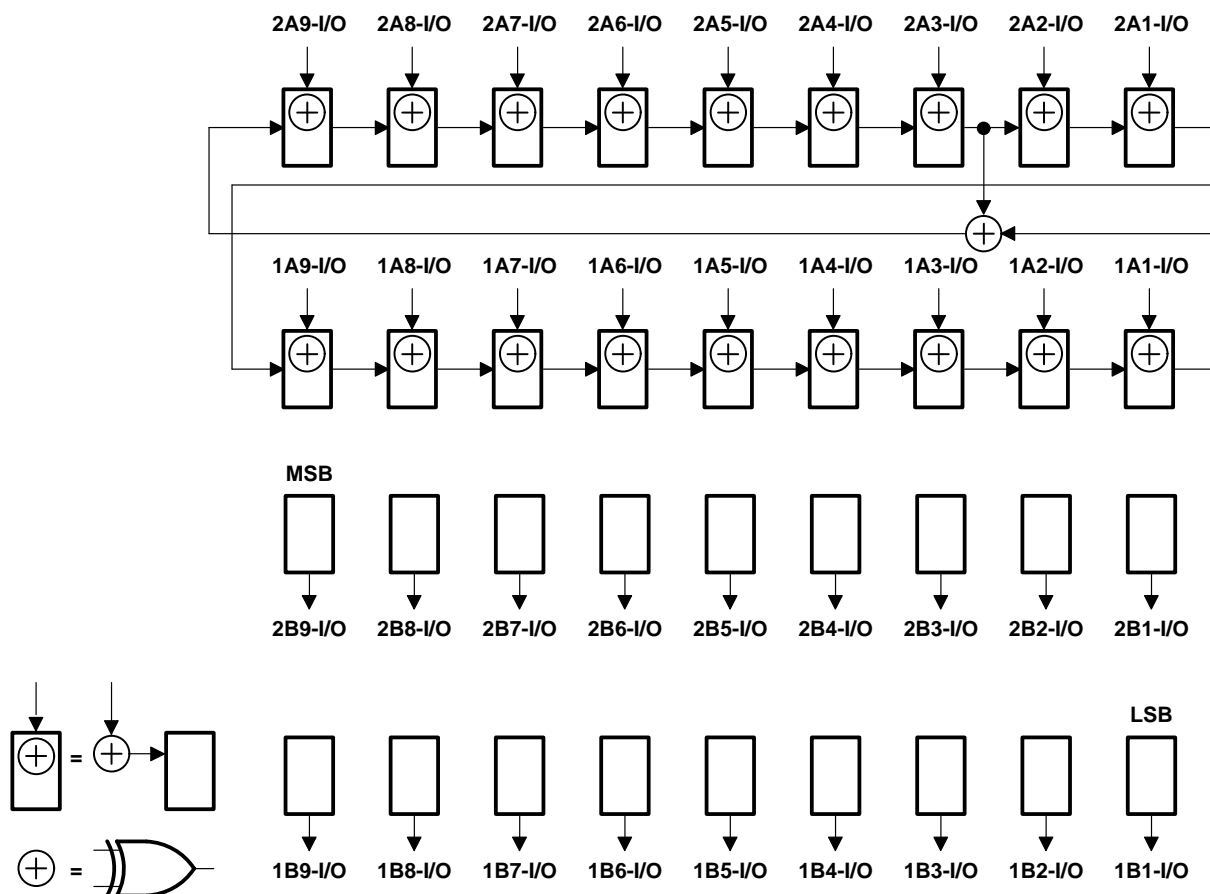 2A9-I/O 2A8-I/O 2A7-I/O 2A6-I/O 2A5-I/O 2A4-I/O 2A3-I/O 2A2-I/O 2A1-I/O
1A9-I/O 1A8-I/O 1A7-I/O 1A6-I/O 1A5-I/O 1A4-I/O 1A3-I/O 1A2-I/O 1A1-I/O
MSB
2B9-I/O 2B8-I/O 2B7-I/O 2B6-I/O 2B5-I/O 2B4-I/O 2B3-I/O 2B2-I/O 2B1-I/O
LSB
=
=
1B9-I/O 1B8-I/O 1B7-I/O 1B6-I/O 1B5-I/O 1B4-I/O 1B3-I/O 1B2-I/O 1B1-I/O